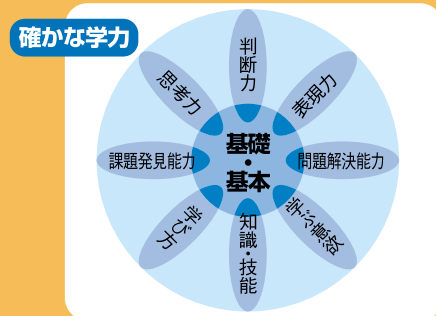 確かな学力
判断力
表現力
問題解決能力
学ぶ意欲
知識・技能
学び方
課題発見能力
思考力
基礎
・
基本